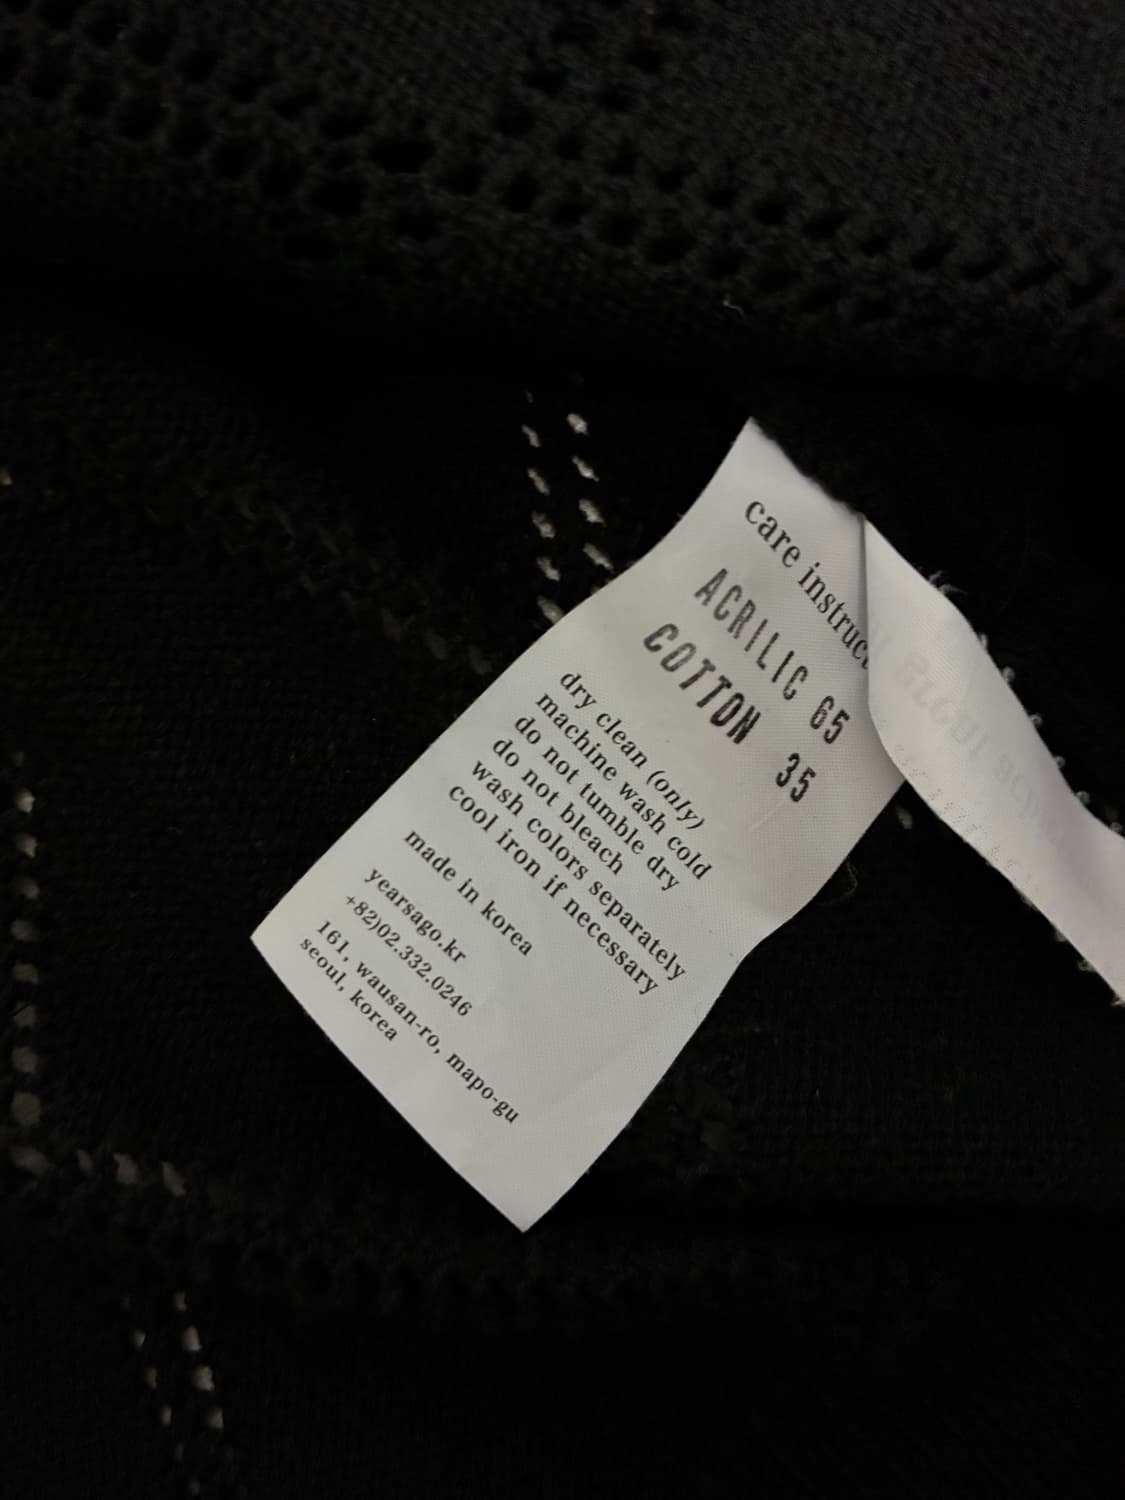 care instruct
ACRILIC 65
COTTON 35
dry clean (only)
machine wash cold
do not tumble dry
do not bleach
wash colors separately
cool iron if necessary
made in korea
yearsago.kr
+82)02.332.0246
161, wausan-ro, mapo-gu
seoul, korea